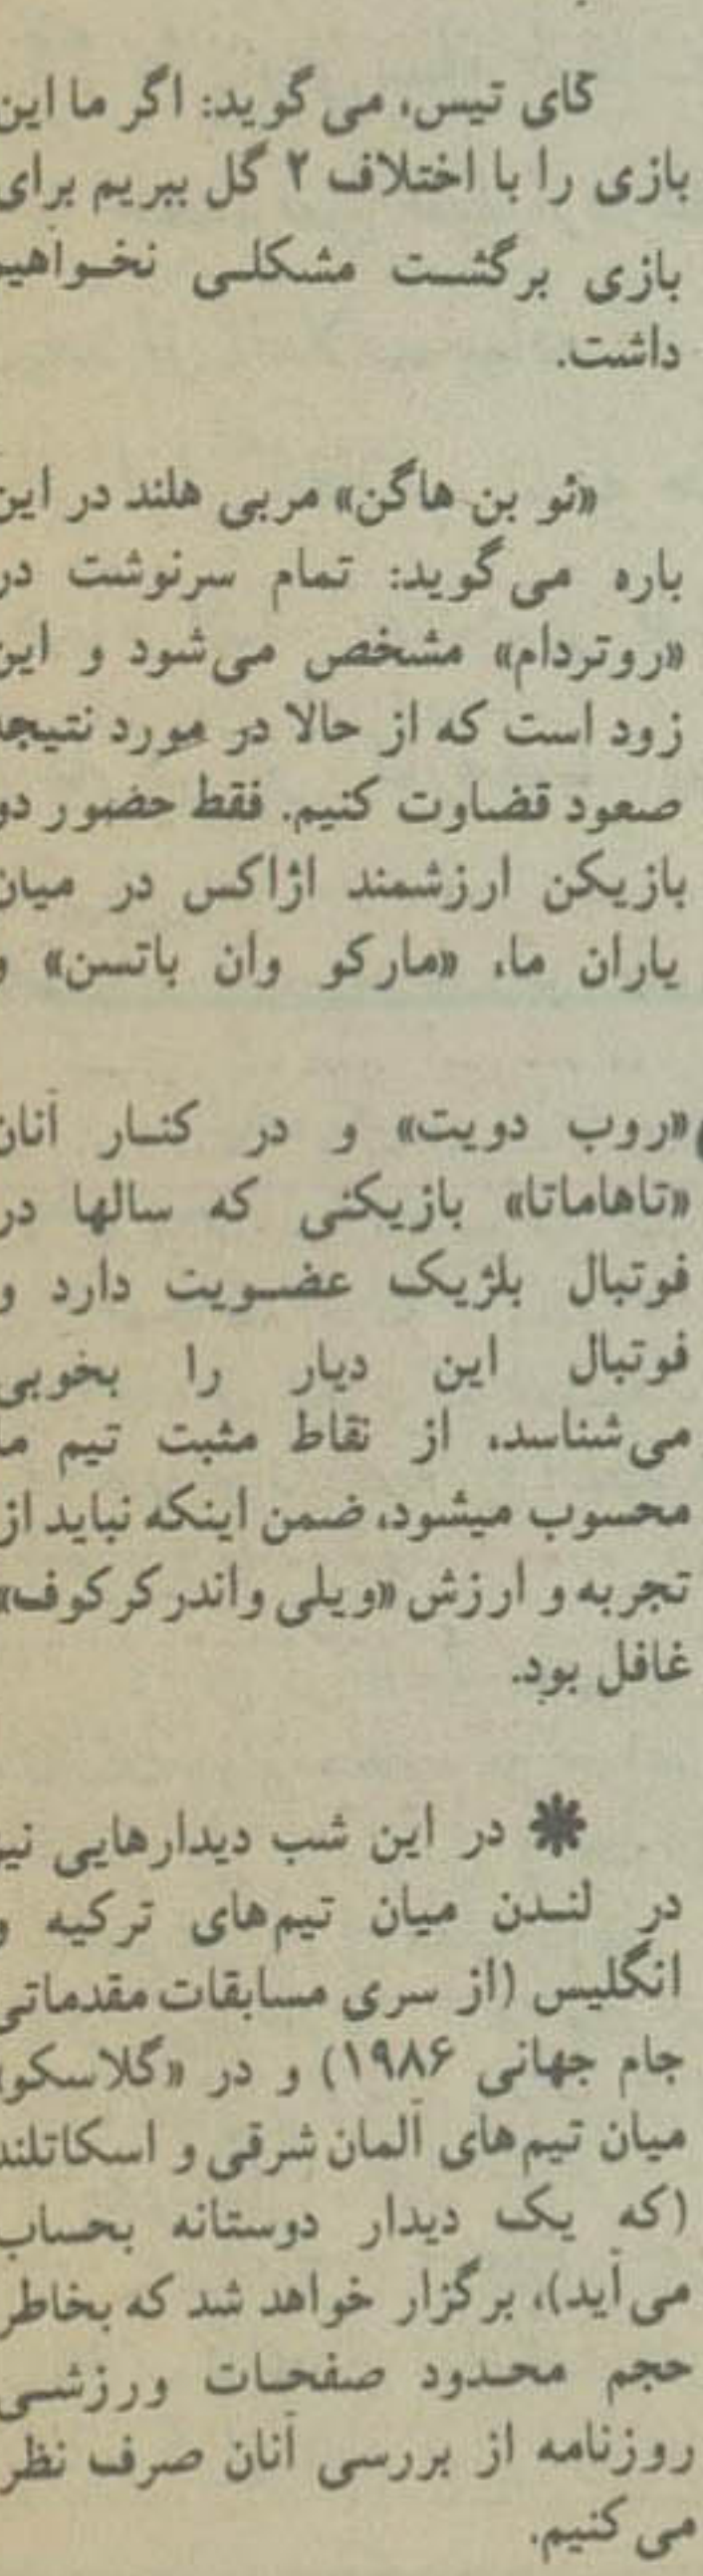 گای تیس، می‌گوید: اگر ما این
بازی را با اختلاف ۲ گل ببریم برای
بازی برگشت مشکلی نخواهیم
داشت.
«ئو بن هاگن» مربی هلند در این
باره می‌گوید: تمام سرنوشت در
«روتردام» مشخص می‌شود و این
زود است که از حالا در مورد نتیجه
صعود قضاوت کنیم. فقط حضور دو
بازیکن ارزشمند اژاکس در میان
یاران ما، «مارکو وان باتسن» و
«روب دویت» و در کنار آنان
«تاهاماتا» بازیکنی که سالها در
فوتبال بلژیک عضویت دارد و
فوتبال این دیار را بخوبی
می‌شناسد، از نقاط مثبت تیم ما
محسوب میشود، ضمن اینکه نباید از
تجربه و ارزش «ویلی واندرکرکوف»
غافل بود.
✱ در این شب دیدارهایی نیز
در لندن میان تیم‌های ترکیه و
انگلیس (از سری مسابقات مقدماتی
جام جهانی ۱۹۸۶) و در «گلاسکو»
میان تیم‌های آلمان شرقی و اسکاتلند
(که یک دیدار دوستانه بحساب
می‌آید)، برگزار خواهد شد که بخاطر
حجم محدود صفحات ورزشی
روزنامه از بررسی آنان صرف نظر
می‌کنیم.